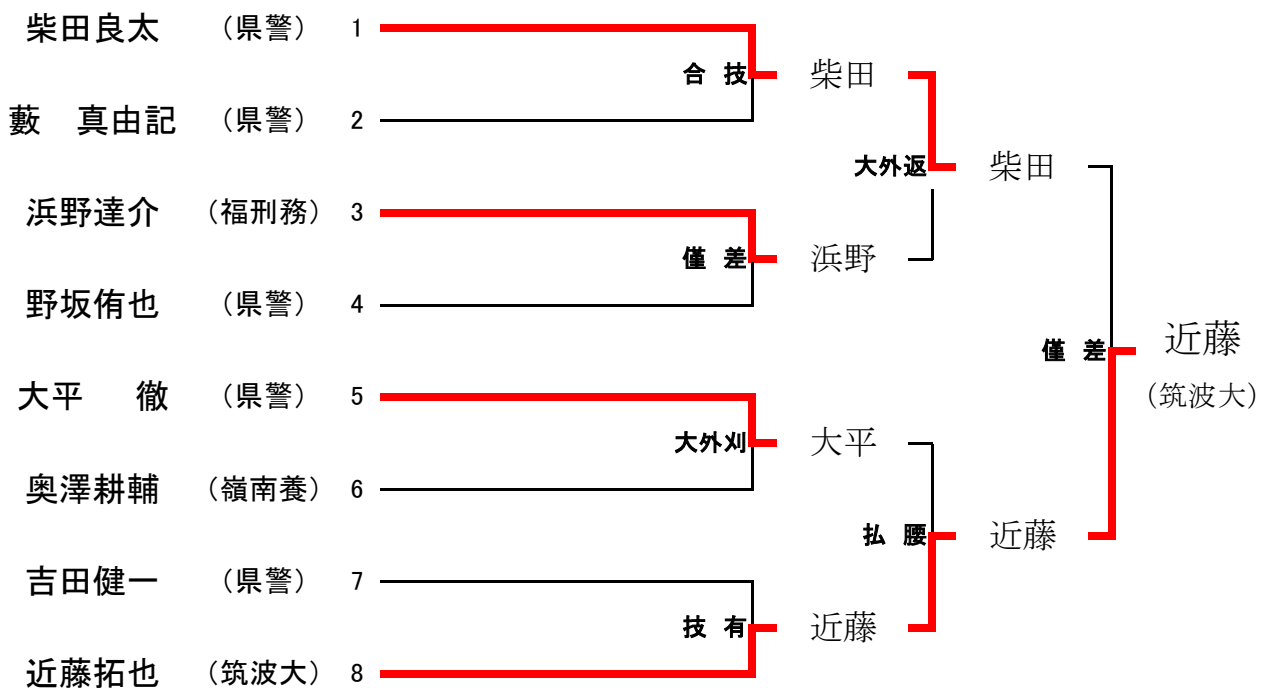 柴田良太 （県警） 1
合 技 柴田
藪 真由記 （県警） 2
大外返 柴田
浜野達介 （福刑務） 3
僅 差 浜野
野坂侑也 （県警） 4
僅 差 近藤
（筑波大）
大平 徹 （県警） 5
大外刈 大平
奥澤耕輔 （嶺南養） 6
払 腰 近藤
吉田健一 （県警） 7
技 有 近藤
近藤拓也 （筑波大） 8